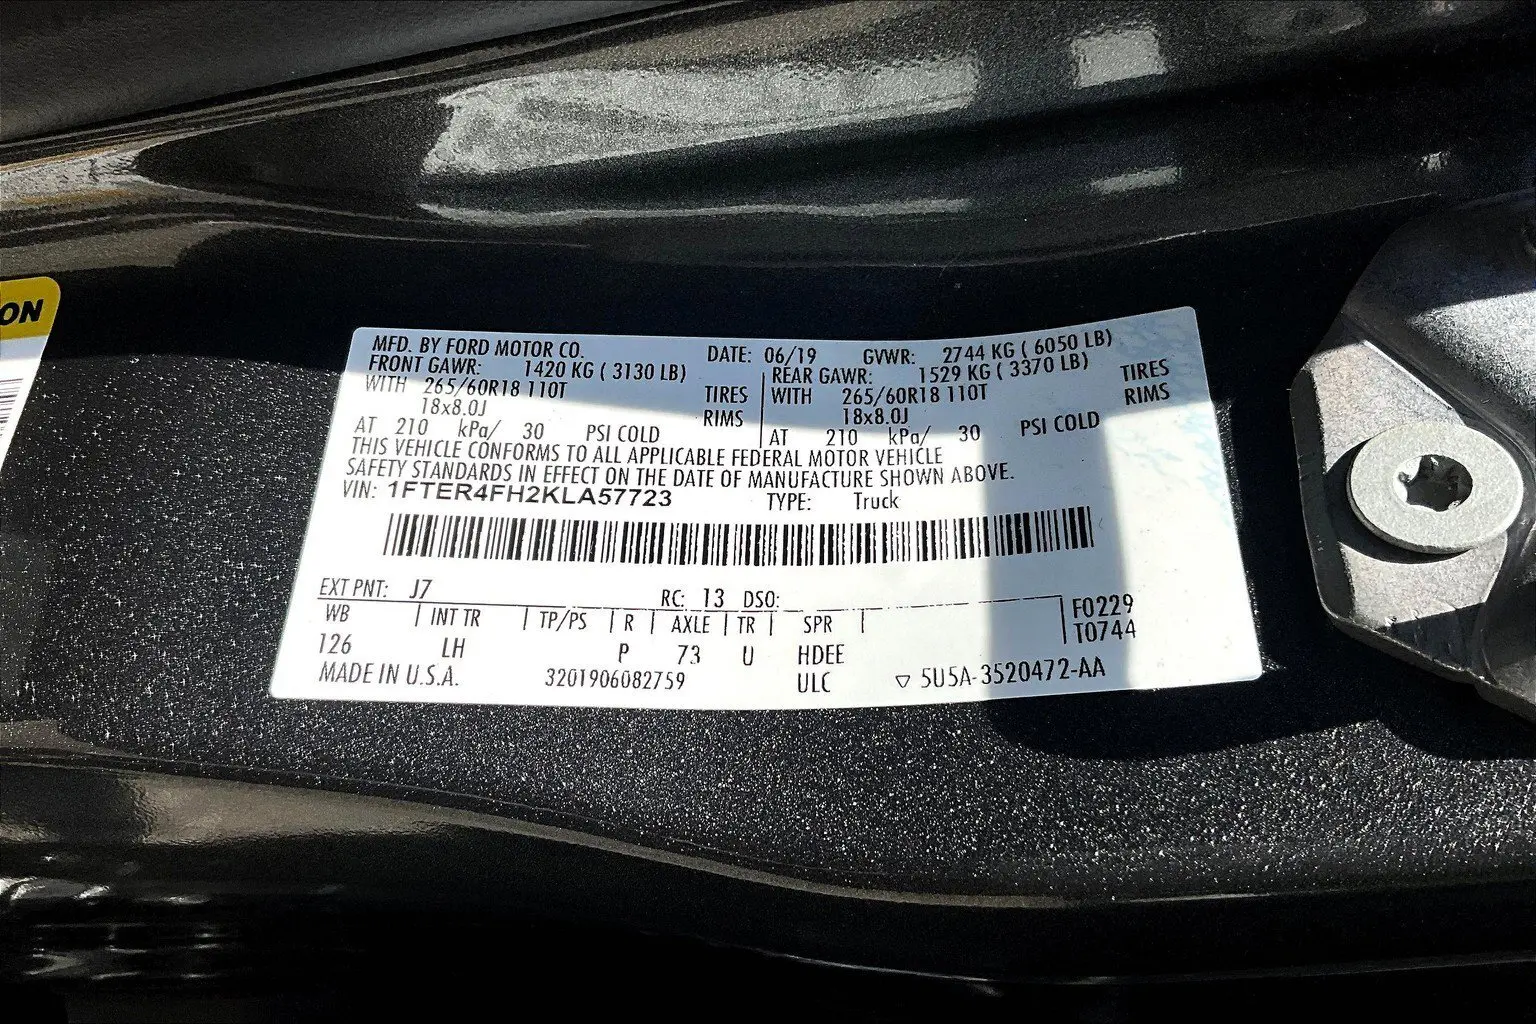 ON
MFD. BY FORD MOTOR CO. DATE: 06/19 GVWR: 2744 KG ( 6050 LB)
FRONT GAWR: 1420 KG ( 3130 LB) REAR GAWR: 1529 KG ( 3370 LB)
WITH 265/60R18 110T TIRES WITH 265/60R18 110T TIRES
18x8.0J RIMS 18x8.0J RIMS
AT 210 kPa/ 30 PSI COLD AT 210 kPa/ 30 PSI COLD
THIS VEHICLE CONFORMS TO ALL APPLICABLE FEDERAL MOTOR VEHICLE
SAFETY STANDARDS IN EFFECT ON THE DATE OF MANUFACTURE SHOWN ABOVE.
VIN: 1FTER4FH2KLA57723 TYPE: Truck
EXT PNT: J7 RC: 13 DSO:
WB | INT TR | TP/PS | R | AXLE | TR | SPR | F0229
126 LH P 73 U HDEE T0744
MADE IN U.S.A. 3201906082759 ULC ▽ 5U5A-3520472-AA